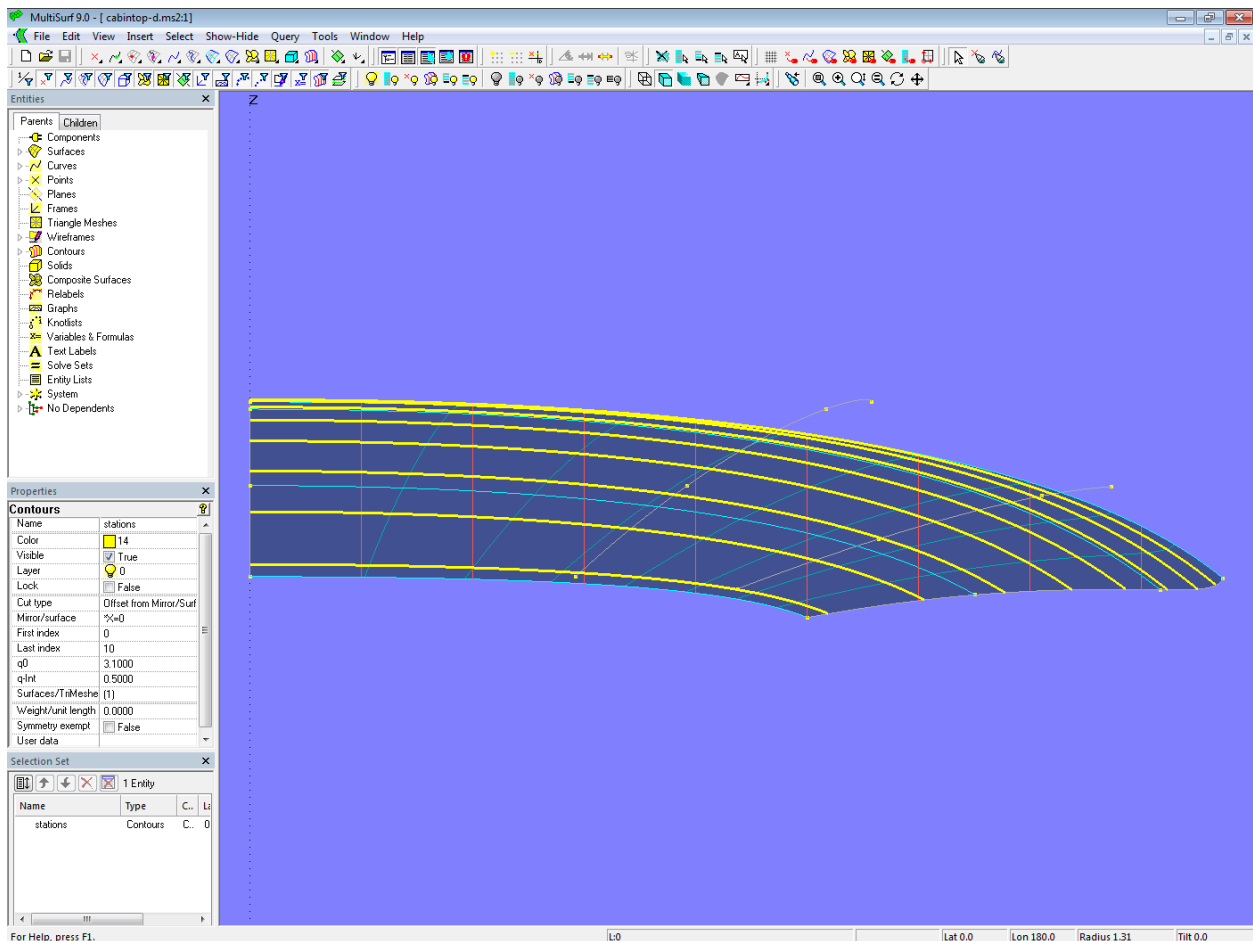 MultiSurf 9.0 - [ cabintop-d.ms2:1]
File Edit View Insert Select Show-Hide Query Tools Window Help
Entities
Parents Children
Components
Surfaces
Curves
Points
Planes
Frames
Triangle Meshes
Wireframes
Contours
Solids
Composite Surfaces
Relabels
Graphs
Knotlists
Variables & Formulas
Text Labels
Solve Sets
Entity Lists
System
No Dependents
Properties
Contours
Name stations
Color 14
Visible True
Layer 0
Lock False
Cut type Offset from Mirror/Surf
Mirror/surface *X=0
First index 0
Last index 10
q0 3.1000
q-Int 0.5000
Surfaces/TriMeshe (1)
Weight/unit length 0.0000
Symmetry exempt False
User data
Selection Set
1 Entity
Name Type C.. La
stations Contours C.. 0
Z
For Help, press F1. L:0 Lat 0.0 Lon 180.0 Radius 1.31 Tilt 0.0